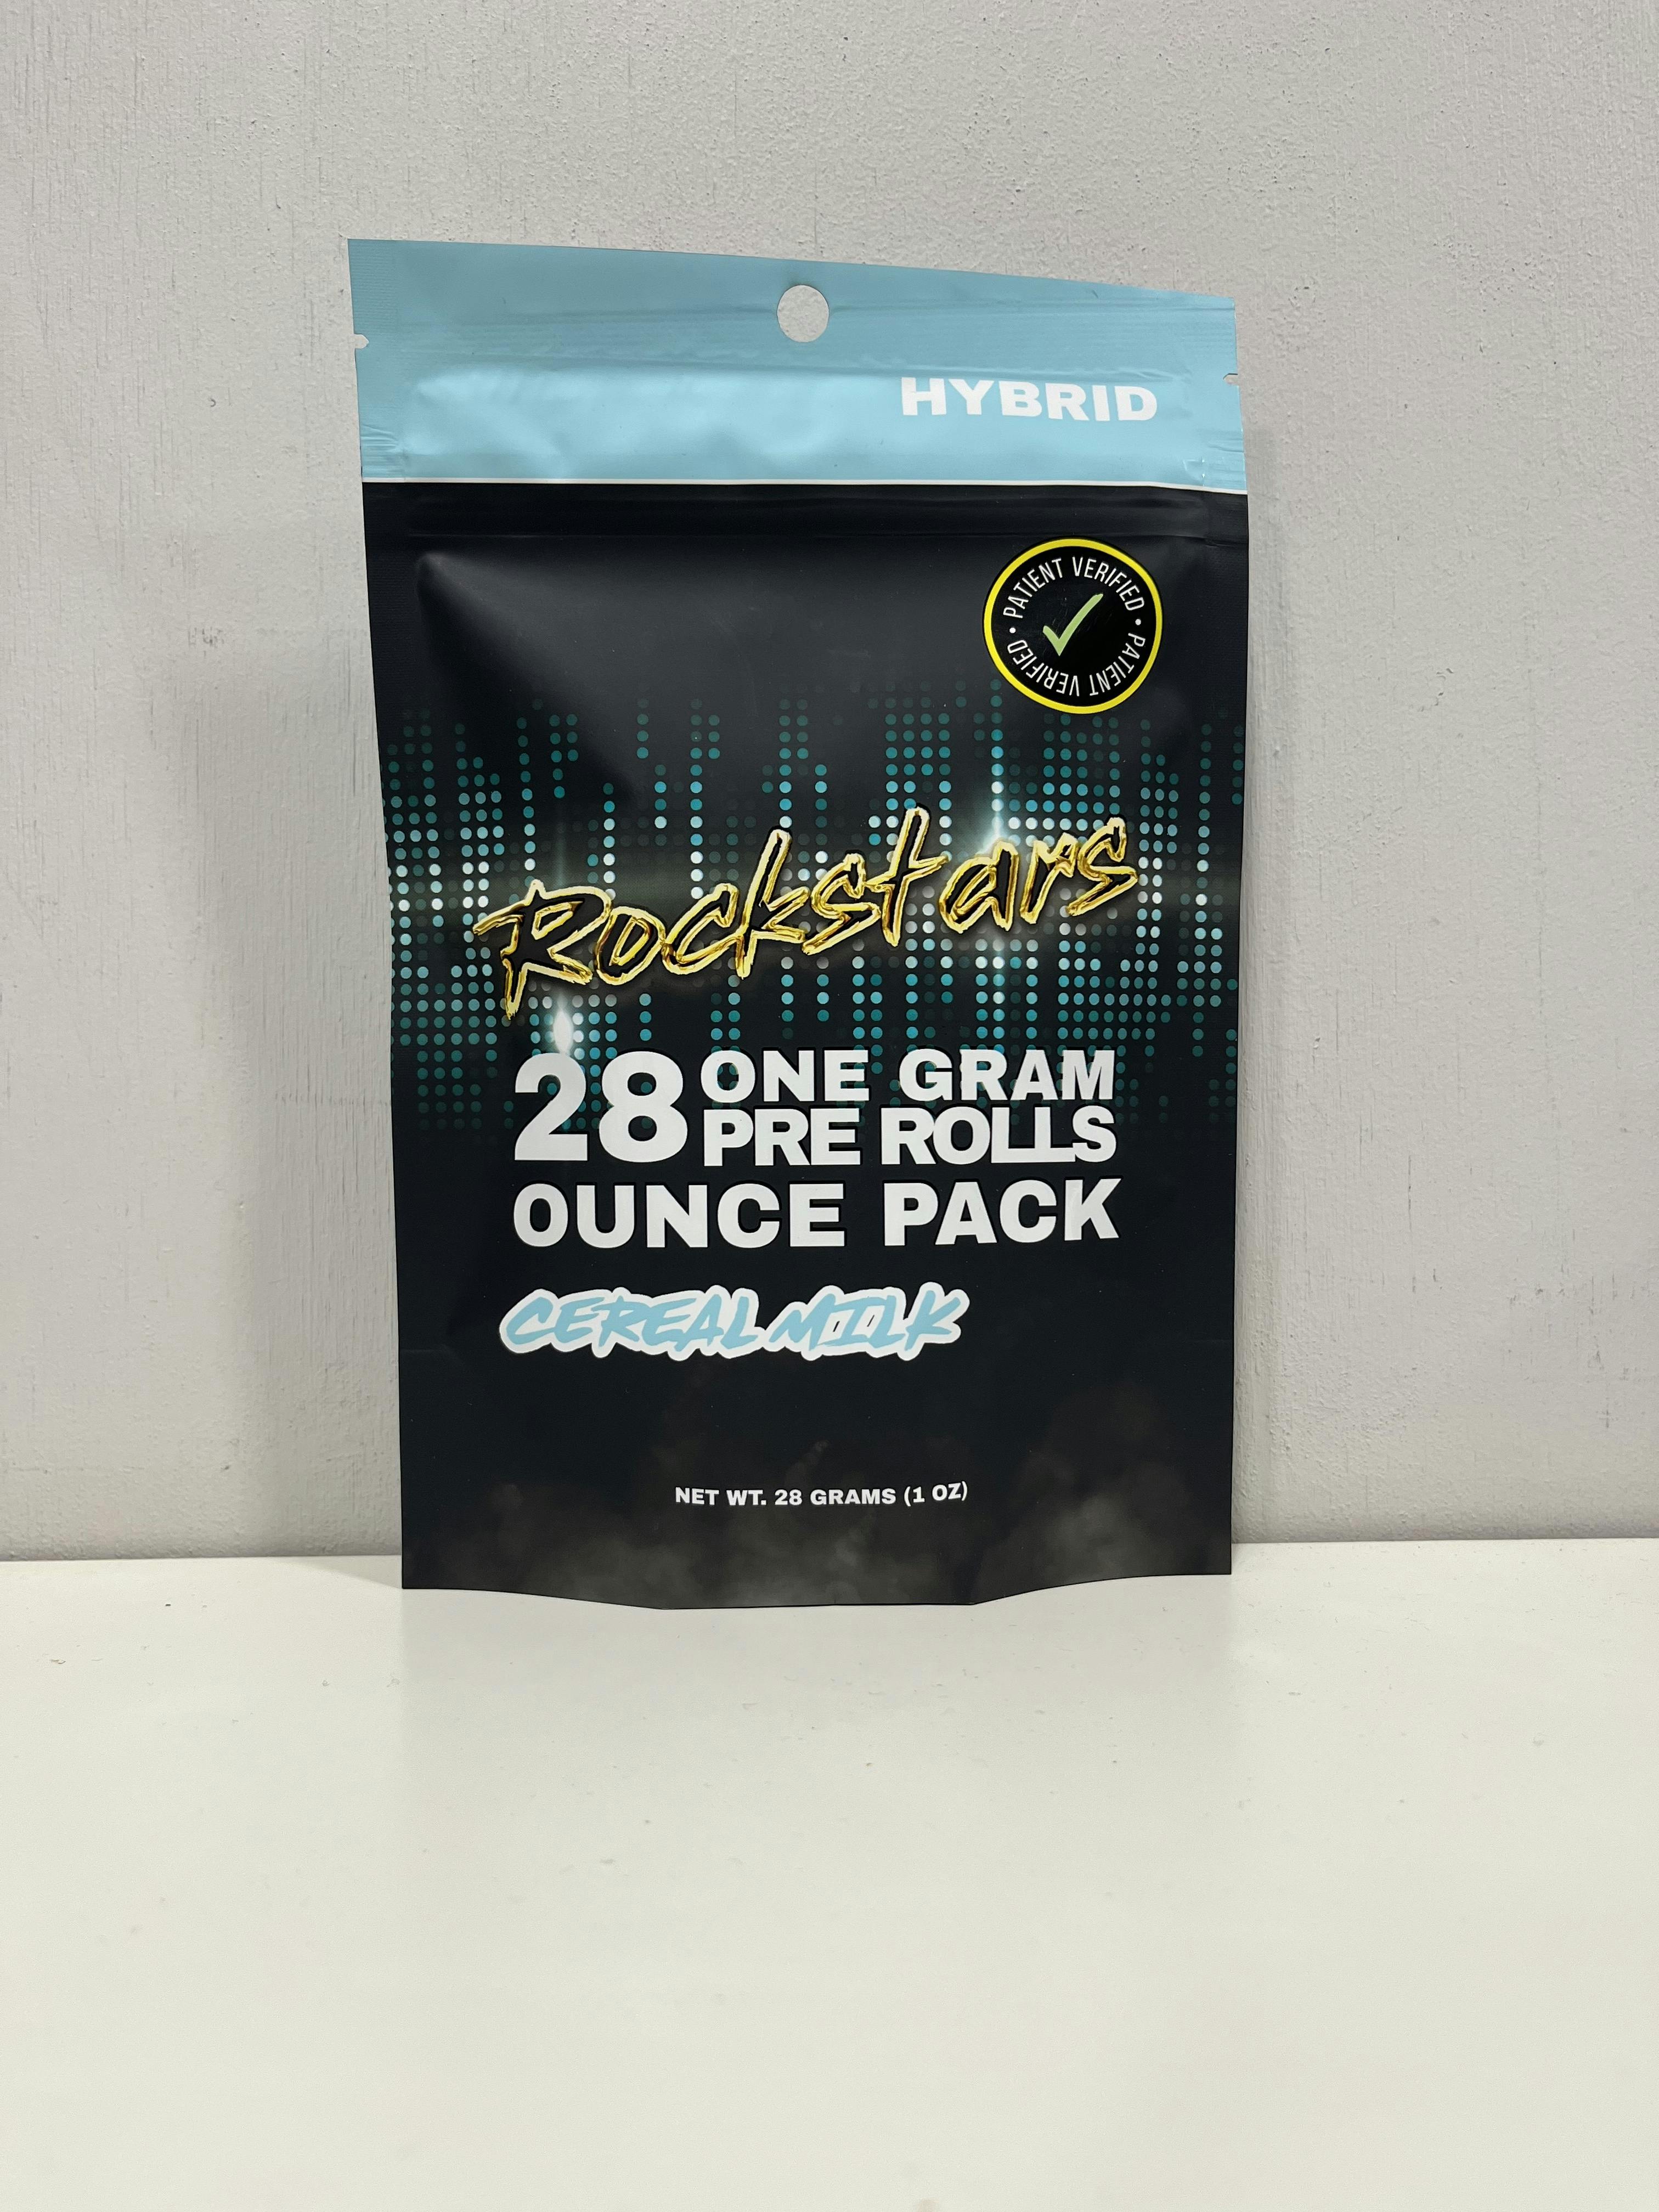 HYBRID
PATIENT VERIFIED • PATIENT VERIFIED •
Rockstars
28 ONE GRAM
PRE ROLLS
OUNCE PACK
CEREAL MILK
NET WT. 28 GRAMS (1 OZ)